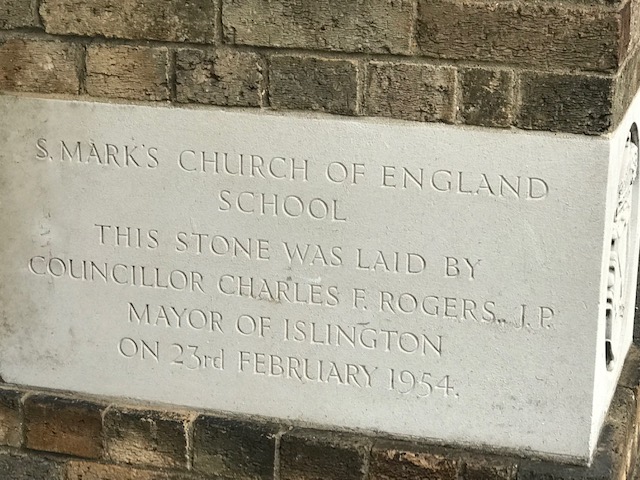 S. MARK'S CHURCH OF ENGLAND
SCHOOL
THIS STONE WAS LAID BY
COUNCILLOR CHARLES F. ROGERS., J.P.
MAYOR OF ISLINGTON
ON 23rd FEBRUARY 1954.